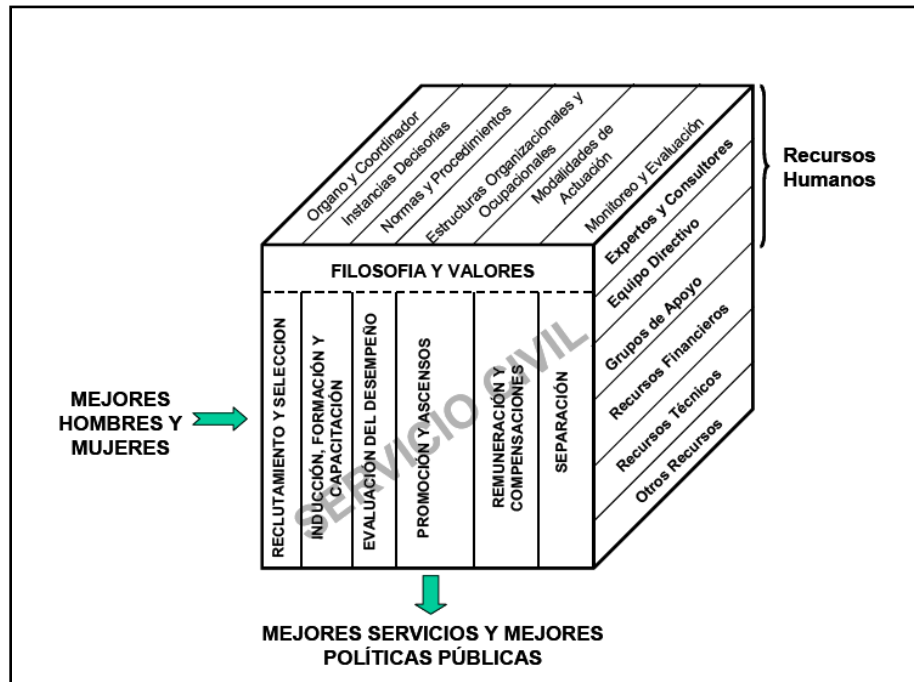 Organo y Coordinador
Instancias Decisorias
Normas y Procedimientos
Estructuras Organizacionales y
Ocupacionales
Modalidades de
Actuación
Monitoreo y Evaluación
Recursos
Humanos
Expertos y Consultores
Equipo Directivo
Grupos de Apoyo
Recursos Financieros
Recursos Técnicos
Otros Recursos
FILOSOFIA Y VALORES
MEJORES
HOMBRES Y
MUJERES
RECLUTAMIENTO Y SELECCION
INDUCCIÓN, FORMACIÓN Y
CAPACITACIÓN
EVALUACIÓN DEL DESEMPEÑO
PROMOCIÓN Y ASCENSOS
REMUNERACIÓN Y
COMPENSACIONES
SEPARACIÓN
SERVICIO CIVIL
MEJORES SERVICIOS Y MEJORES
POLÍTICAS PÚBLICAS